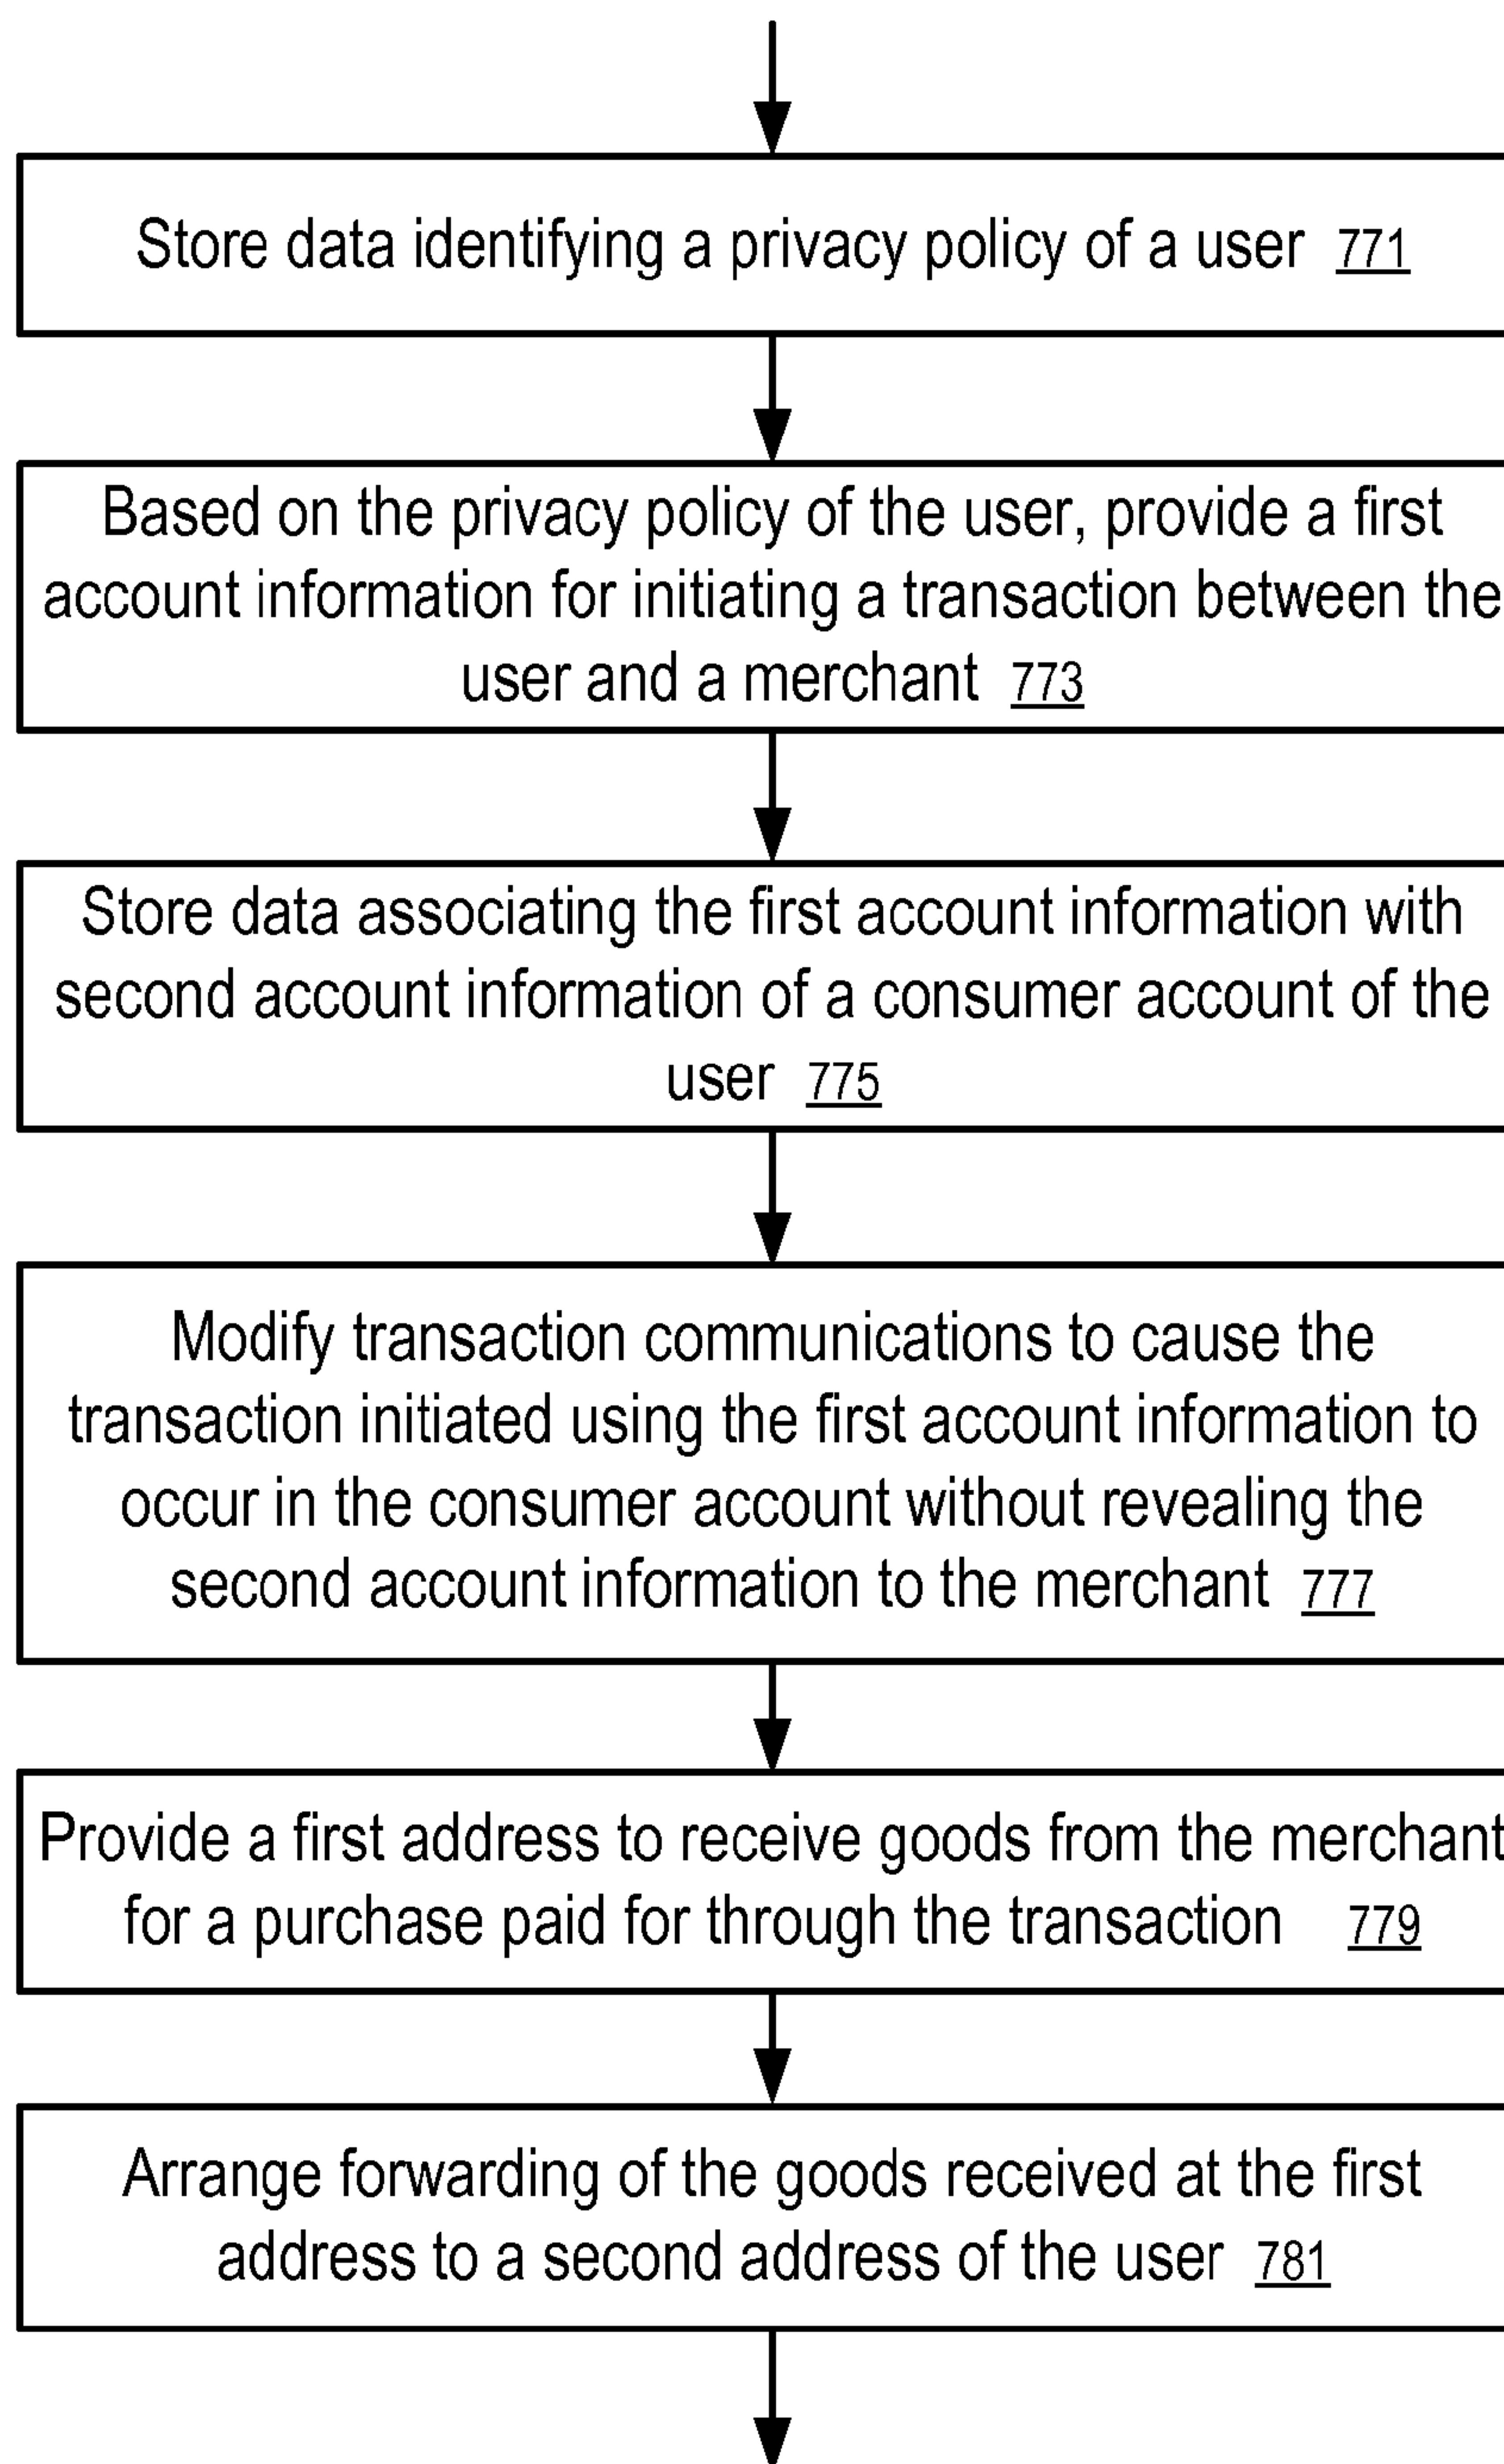 Store data identifying a privacy policy of a user 771
Based on the privacy policy of the user, provide a first
account information for initiating a transaction between the
user and a merchant 773
Store data associating the first account information with
second account information of a consumer account of the
user 775
Modify transaction communications to cause the
transaction initiated using the first account information to
occur in the consumer account without revealing the
second account information to the merchant 777
Provide a first address to receive goods from the merchant
for a purchase paid for through the transaction 779
Arrange forwarding of the goods received at the first
address to a second address of the user 781